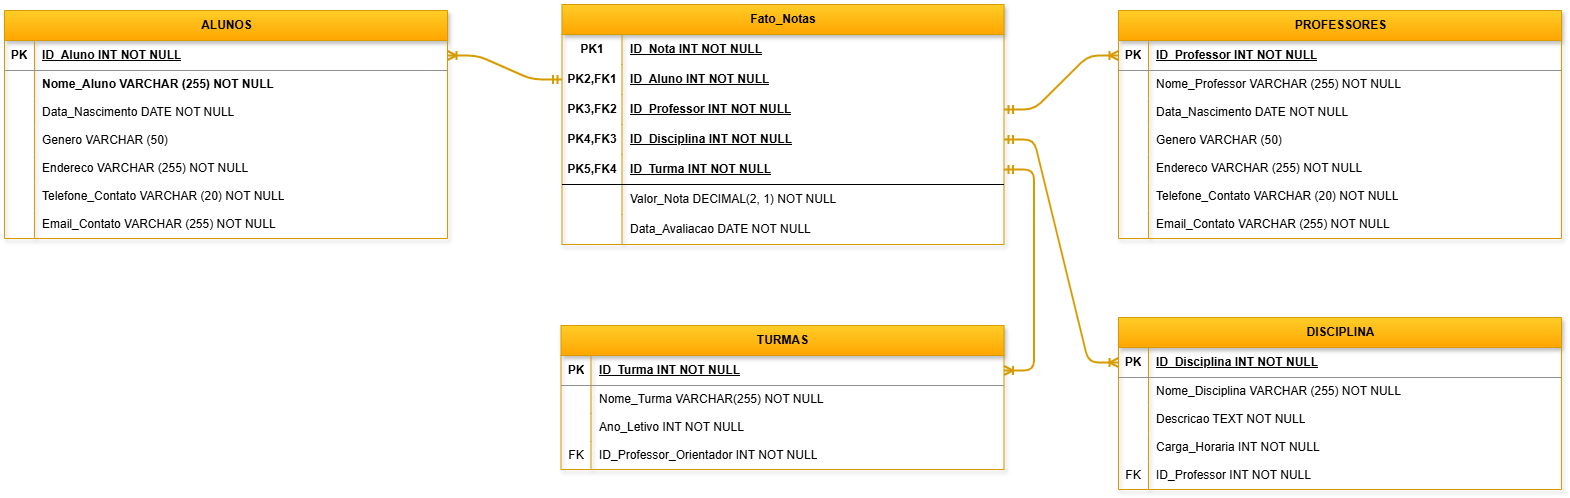 ALUNOS
PK ID_Aluno INT NOT NULL
Nome_Aluno VARCHAR (255) NOT NULL
Data_Nascimento DATE NOT NULL
Genero VARCHAR (50)
Endereco VARCHAR (255) NOT NULL
Telefone_Contato VARCHAR (20) NOT NULL
Email_Contato VARCHAR (255) NOT NULL
Fato_Notas
PK1 ID_Nota INT NOT NULL
PK2,FK1 ID_Aluno INT NOT NULL
PK3,FK2 ID_Professor INT NOT NULL
PK4,FK3 ID_Disciplina INT NOT NULL
PK5,FK4 ID_Turma INT NOT NULL
Valor_Nota DECIMAL(2, 1) NOT NULL
Data_Avaliacao DATE NOT NULL
PROFESSORES
PK ID_Professor INT NOT NULL
Nome_Professor VARCHAR (255) NOT NULL
Data_Nascimento DATE NOT NULL
Genero VARCHAR (50)
Endereco VARCHAR (255) NOT NULL
Telefone_Contato VARCHAR (20) NOT NULL
Email_Contato VARCHAR (255) NOT NULL
TURMAS
PK ID_Turma INT NOT NULL
Nome_Turma VARCHAR(255) NOT NULL
Ano_Letivo INT NOT NULL
FK ID_Professor_Orientador INT NOT NULL
DISCIPLINA
PK ID_Disciplina INT NOT NULL
Nome_Disciplina VARCHAR (255) NOT NULL
Descricao TEXT NOT NULL
Carga_Horaria INT NOT NULL
FK ID_Professor INT NOT NULL